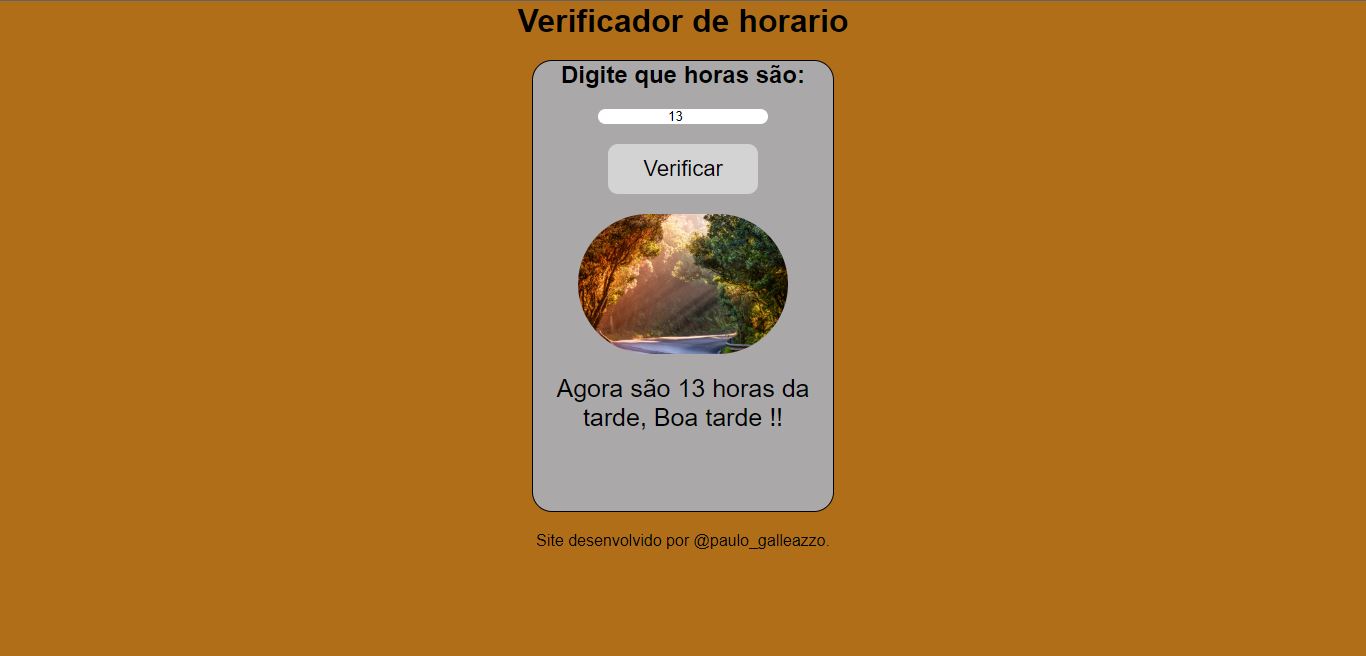 Verificador de horario
Digite que horas são:
13
Verificar
Agora são 13 horas da
tarde, Boa tarde !!
Site desenvolvido por @paulo_galleazzo.